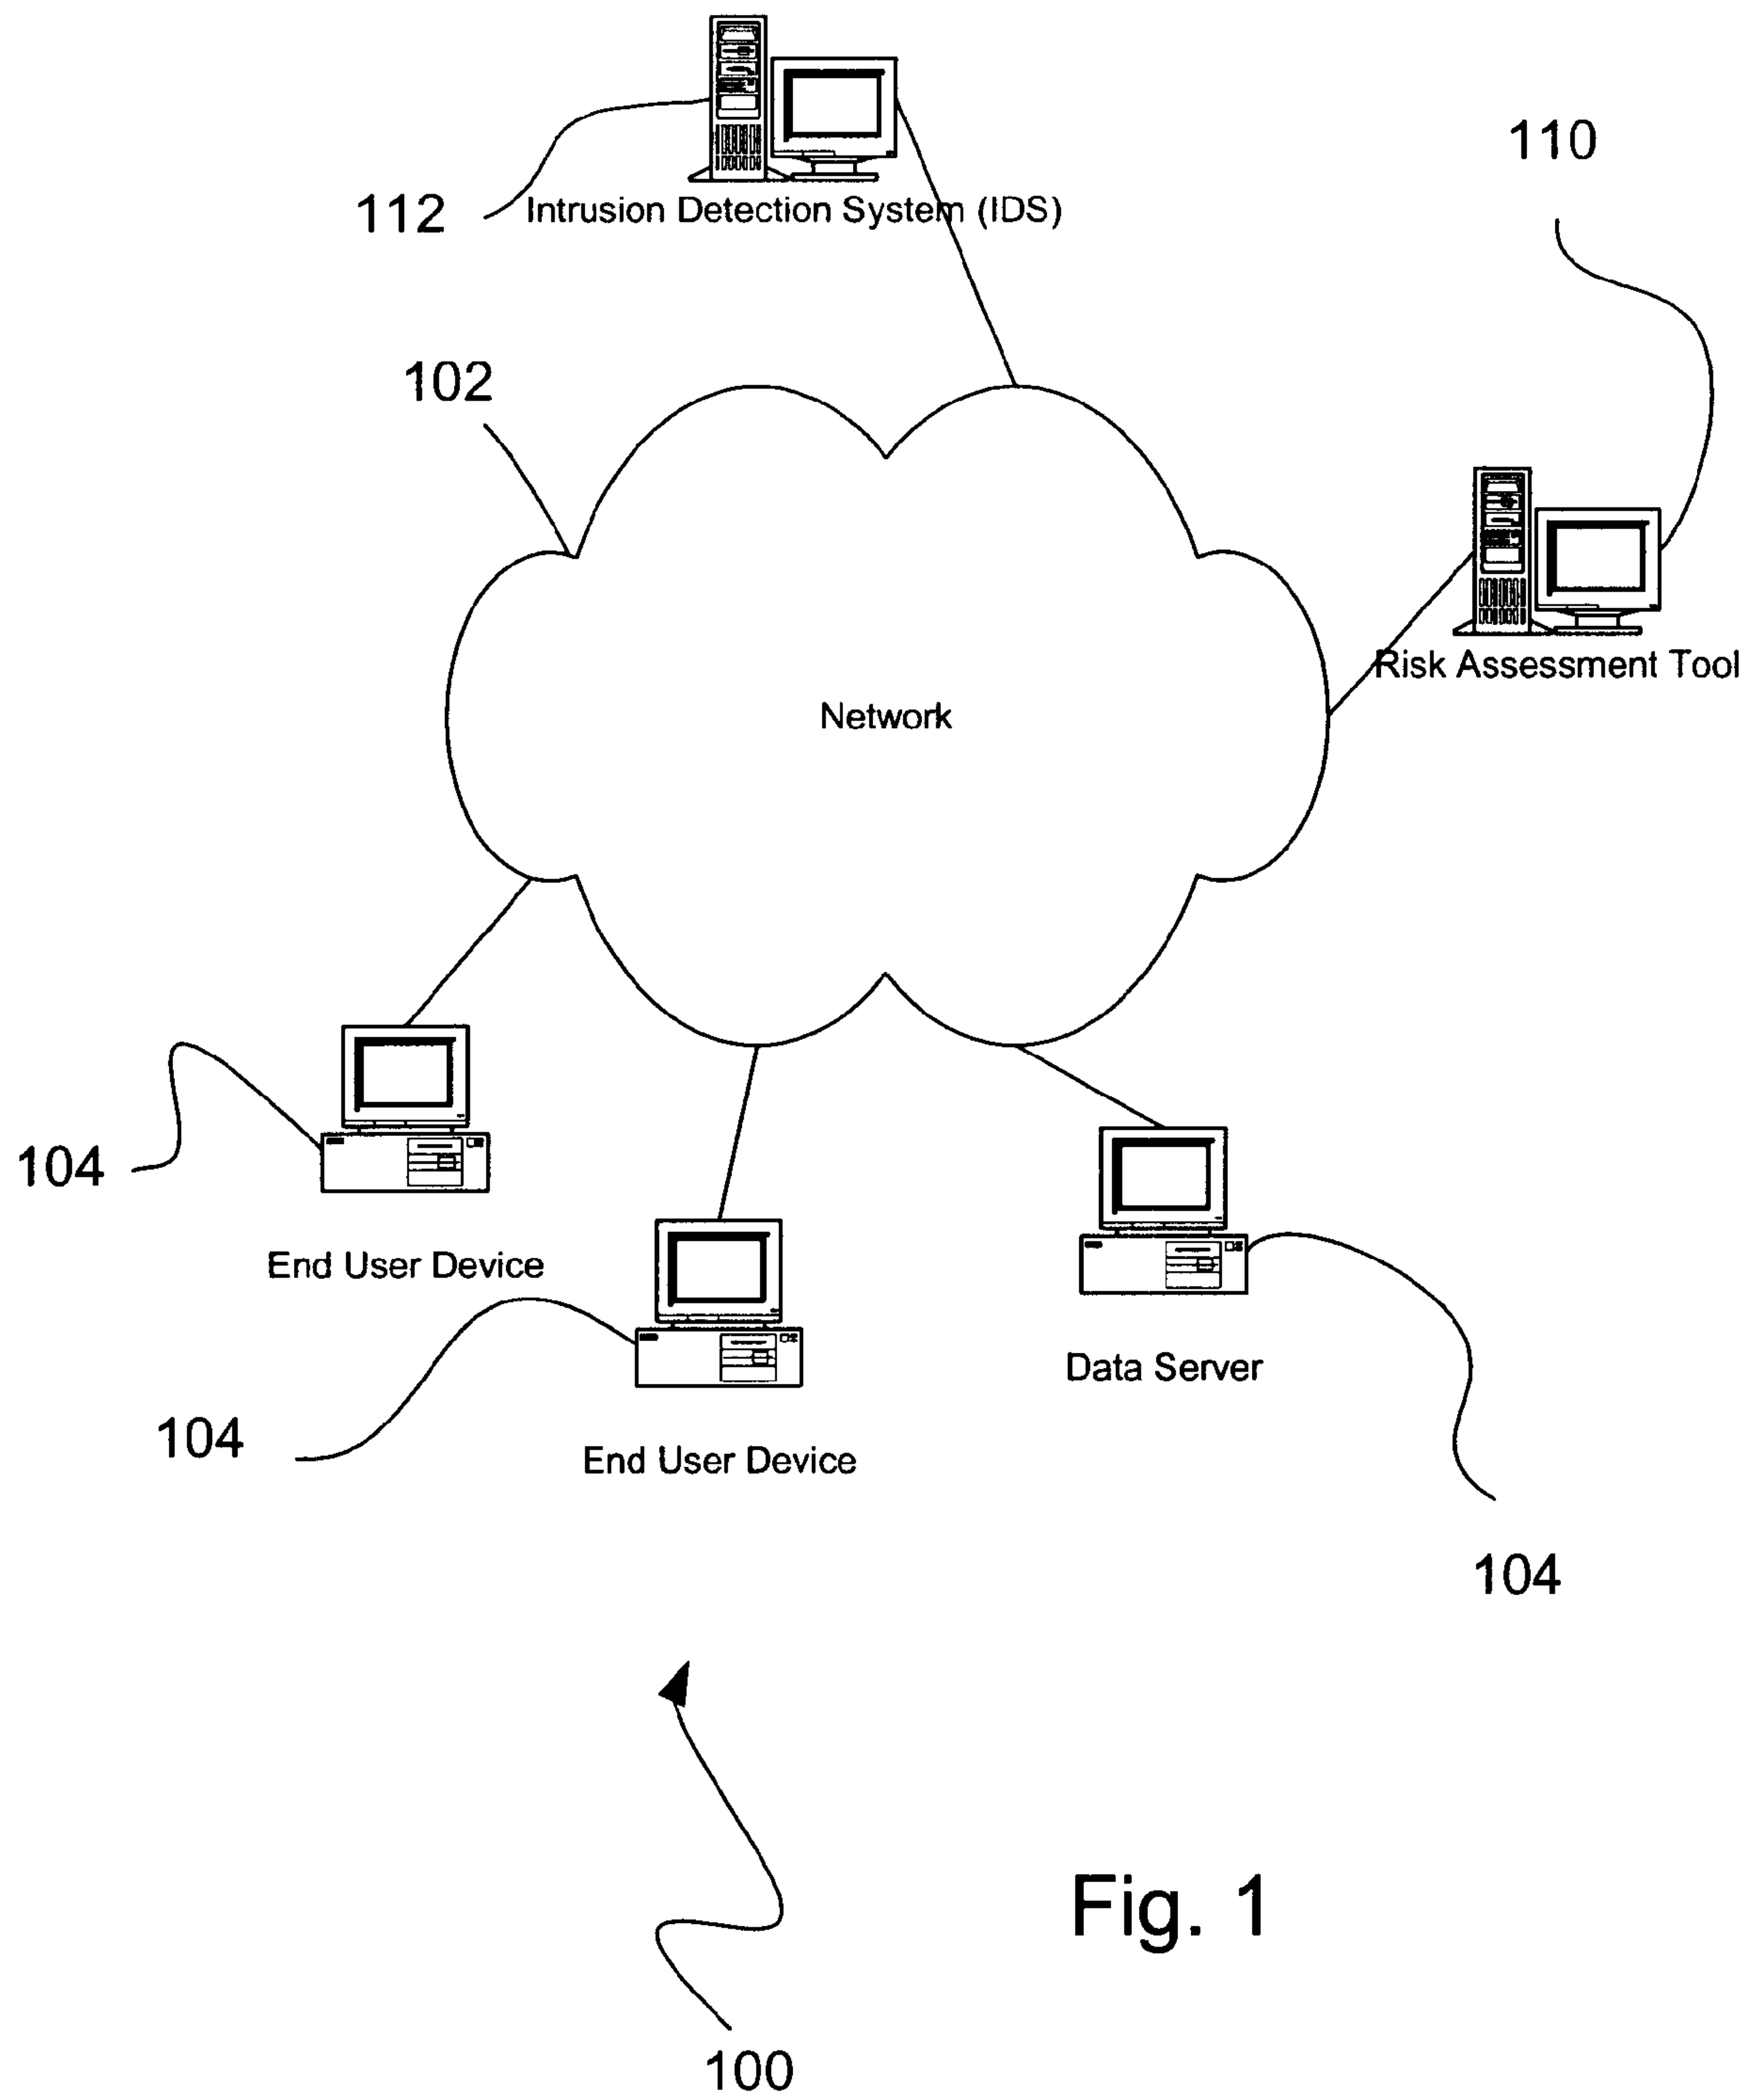 110
112
Intrusion Detection System (IDS)
102
Risk Assessment Tool
Network
104
End User Device
Data Server
104
End User Device
104
Fig. 1
100